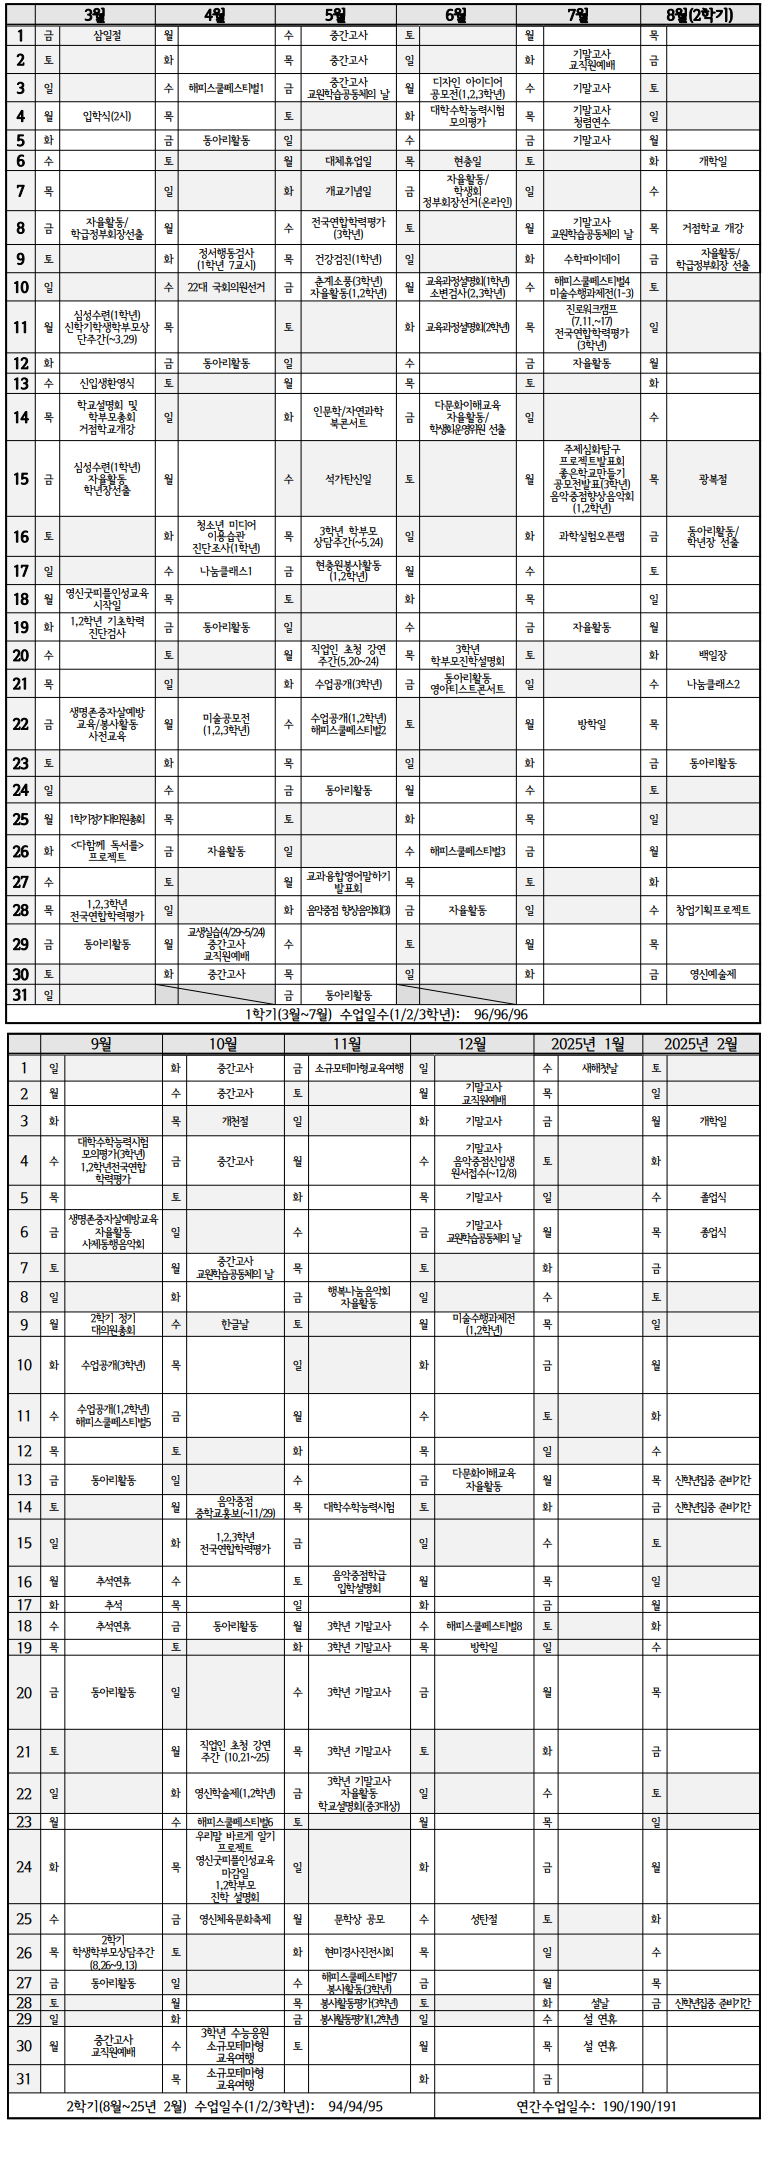 3월 4월 5월 6월 7월 8월(2학기)
1 금 삼일절 월 수 중간고사 토 월 목
2 토 화 목 중간고사 일 화 기말고사 교직원예배 금
3 일 수 해피스쿨페스티벌1 금 중간고사 교원학습공동체의 날 월 디자인 아이디어 공모전(1,2,3학년) 수 기말고사 토
4 월 입학식(2시) 목 토 화 대학수학능력시험 모의평가 목 기말고사 청렴연수 일
5 화 금 동아리활동 일 수 금 기말고사 월
6 수 토 월 대체휴업일 목 현충일 토 화 개학일
7 목 일 화 개교기념일 금 자율활동/ 학생회 정부회장선거(온라인) 일 수
8 금 자율활동/ 학급정부회장선출 월 수 전국연합학력평가 (3학년) 토 월 기말고사 교원학습공동체의 날 목 거점학교 개강
9 토 화 정서행동검사 (1학년 7교시) 목 건강검진(1학년) 일 화 수학파이데이 금 자율활동/ 학급정부회장 선출
10 일 수 22대 국회의원선거 금 춘계소풍(3학년) 자율활동(1,2학년) 월 교육과정설명회(1학년) 소변검사(2,3학년) 수 해피스쿨페스티벌4 미술수행과제전(1-3) 토
11 월 심성수련(1학년) 신학기학생학부모상 단주간(~3.29) 목 토 화 교육과정설명회(2학년) 목 진로워크캠프 (7.11.~17) 전국연합학력평가 (3학년) 일
12 화 금 동아리활동 일 수 금 자율활동 월
13 수 신입생환영식 토 월 목 토 화
14 목 학교설명회 및 학부모총회 거점학교개강 일 화 인문학/자연과학 북콘서트 금 다문화이해교육 자율활동/ 학생회운영위원 선출 일 수
15 금 심성수련(1학년) 자율활동 학년장선출 월 수 석가탄신일 토 월 주제심화탐구 프로젝트발표회 좋은학교만들기 공모전발표(3학년) 음악중점향상음악회 (1,2학년) 목 광복절
16 토 화 청소년 미디어 이용습관 진단조사(1학년) 목 3학년 학부모 상담주간(~5.24) 일 화 과학실험오픈랩 금 동아리활동/ 학년장 선출
17 일 수 나눔클래스1 금 현충원봉사활동 (1,2학년) 월 수 토
18 월 영신굿피플인성교육 시작일 목 토 화 목 일
19 화 1,2학년 기초학력 진단검사 금 동아리활동 일 수 금 자율활동 월
20 수 토 월 직업인 초청 강연 주간(5.20~24) 목 3학년 학부모진학설명회 토 화 백일장
21 목 일 화 수업공개(3학년) 금 동아리활동 영아티스트콘서트 일 수 나눔클래스2
22 금 생명존중자살예방 교육/봉사활동 사전교육 월 미술공모전 (1,2,3학년) 수 수업공개(1,2학년) 해피스쿨페스티벌2 토 월 방학일 목
23 토 화 목 일 화 금 동아리활동
24 일 수 금 동아리활동 월 수 토
25 월 1학기정기대의원총회 목 토 화 목 일
26 화 <다함께 독서를> 프로젝트 금 자율활동 일 수 해피스쿨페스티벌3 금 월
27 수 토 월 교과융합영어말하기 발표회 목 토 화
28 목 1,2,3학년 전국연합학력평가 일 화 음악중점 향상음악회(3) 금 자율활동 일 수 창업기획프로젝트
29 금 동아리활동 월 교생실습(4/29~5/24) 중간고사 교직원예배 수 토 월 목
30 토 화 중간고사 목 일 화 금 영신예술제
31 일 금 동아리활동
1학기(3월~7월) 수업일수(1/2/3학년): 96/96/96
9월 10월 11월 12월 2025년 1월 2025년 2월
1 일 화 중간고사 금 소규모테마형교육여행 일 수 새해첫날 토
2 월 수 중간고사 토 월 기말고사 교직원예배 목 일
3 화 목 개천절 일 화 기말고사 금 월 개학일
4 수 대학수학능력시험 모의평가(3학년) 1,2학년전국연합 학력평가 금 중간고사 월 수 기말고사 음악중점신입생 원서접수(~12/8) 토 화
5 목 토 화 목 기말고사 일 수 졸업식
6 금 생명존중자살예방교육 자율활동 사제동행음악회 일 수 금 기말고사 교원학습공동체의 날 월 목 종업식
7 토 월 중간고사 교원학습공동체의 날 목 토 화 금
8 일 화 금 행복나눔음악회 자율활동 일 수 토
9 월 2학기 정기 대의원총회 수 한글날 토 월 미술수행과제전 (1,2학년) 목 일
10 화 수업공개(3학년) 목 일 화 금 월
11 수 수업공개(1,2학년) 해피스쿨페스티벌5 금 월 수 토 화
12 목 토 화 목 일 수
13 금 동아리활동 일 수 금 다문화이해교육 자율활동 월 목 신학년집중 준비기간
14 토 월 음악중점 중학교홍보(~11/29) 목 대학수학능력시험 토 화 금 신학년집중 준비기간
15 일 화 1,2,3학년 전국연합학력평가 금 일 수 토
16 월 추석연휴 수 토 음악중점학급 입학설명회 월 목 일
17 화 추석 목 일 화 금 월
18 수 추석연휴 금 동아리활동 월 3학년 기말고사 수 해피스쿨페스티벌8 토 화
19 목 토 화 3학년 기말고사 목 방학일 일 수
20 금 동아리활동 일 수 3학년 기말고사 금 월 목
21 토 월 직업인 초청 강연 주간 (10.21~25) 목 3학년 기말고사 토 화 금
22 일 화 영신학술제(1,2학년) 금 3학년 기말고사 자율활동 학교설명회(중3대상) 일 수 토
23 월 수 해피스쿨페스티벌6 토 월 목 일
24 화 목 우리말 바르게 알기 프로젝트 영신굿피플인성교육 마감일 1,2학부모 진학 설명회 일 화 금 월
25 수 금 영신체육문화축제 월 문학상 공모 수 성탄절 토 화
26 목 2학기 학생학부모상담주간 (8.26~9.13) 토 화 현미경사진전시회 목 일 수
27 금 동아리활동 일 수 해피스쿨페스티벌7 봉사활동(3학년) 금 월 목
28 토 월 목 봉사활동평가(3학년) 토 화 설날 금 신학년집중 준비기간
29 일 화 금 봉사활동평가(1,2학년) 일 수 설 연휴
30 월 중간고사 교직원예배 수 3학년 수능응원 소규모테마형 교육여행 토 월 목 설 연휴
31 목 소규모테마형 교육여행 화 금
2학기(8월~25년 2월) 수업일수(1/2/3학년): 94/94/95 연간수업일수: 190/190/191